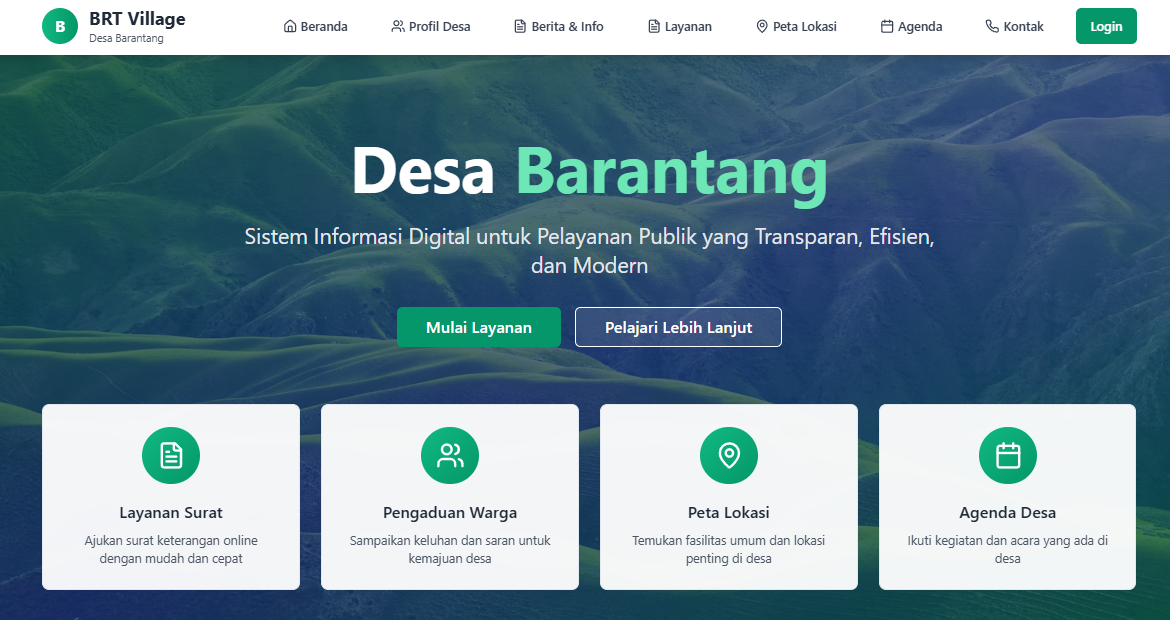 B
BRT Village
Desa Barantang
Beranda
Profil Desa
Berita & Info
Layanan
Peta Lokasi
Agenda
Kontak
Login
Desa Barantang
Sistem Informasi Digital untuk Pelayanan Publik yang Transparan, Efisien,
dan Modern
Mulai Layanan
Pelajari Lebih Lanjut
Layanan Surat
Ajukan surat keterangan online
dengan mudah dan cepat
Pengaduan Warga
Sampaikan keluhan dan saran untuk
kemajuan desa
Peta Lokasi
Temukan fasilitas umum dan lokasi
penting di desa
Agenda Desa
Ikuti kegiatan dan acara yang ada di
desa